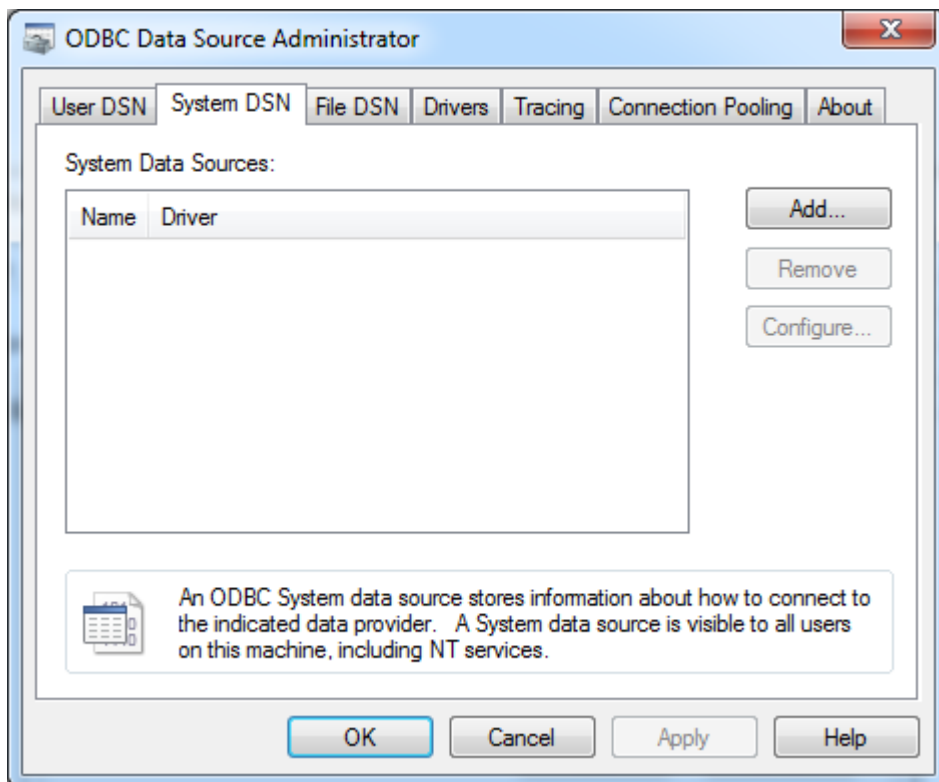 ODBC Data Source Administrator
User DSN System DSN File DSN Drivers Tracing Connection Pooling About
System Data Sources:
Name Driver
Add...
Remove
Configure...
An ODBC System data source stores information about how to connect to
the indicated data provider. A System data source is visible to all users
on this machine, including NT services.
OK Cancel Apply Help